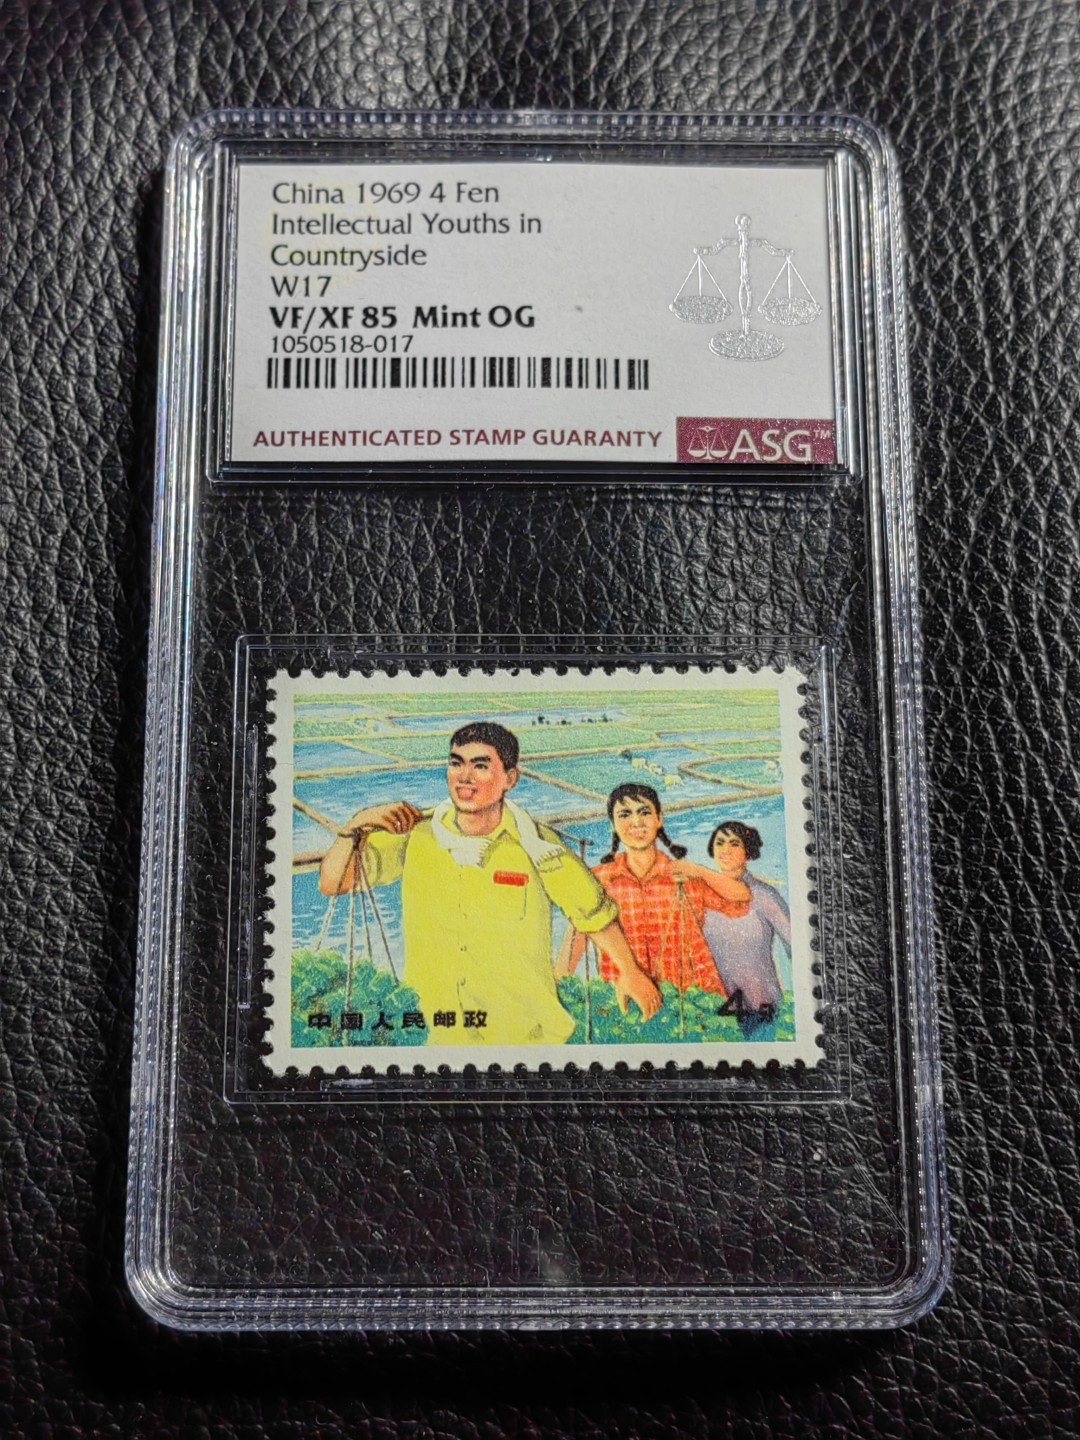 China 1969 4 Fen
Intellectual Youths in
Countryside
W17
VF/XF 85 Mint OG
1050518-017
AUTHENTICATED STAMP GUARANTY ASG™
中国人民邮政 4分